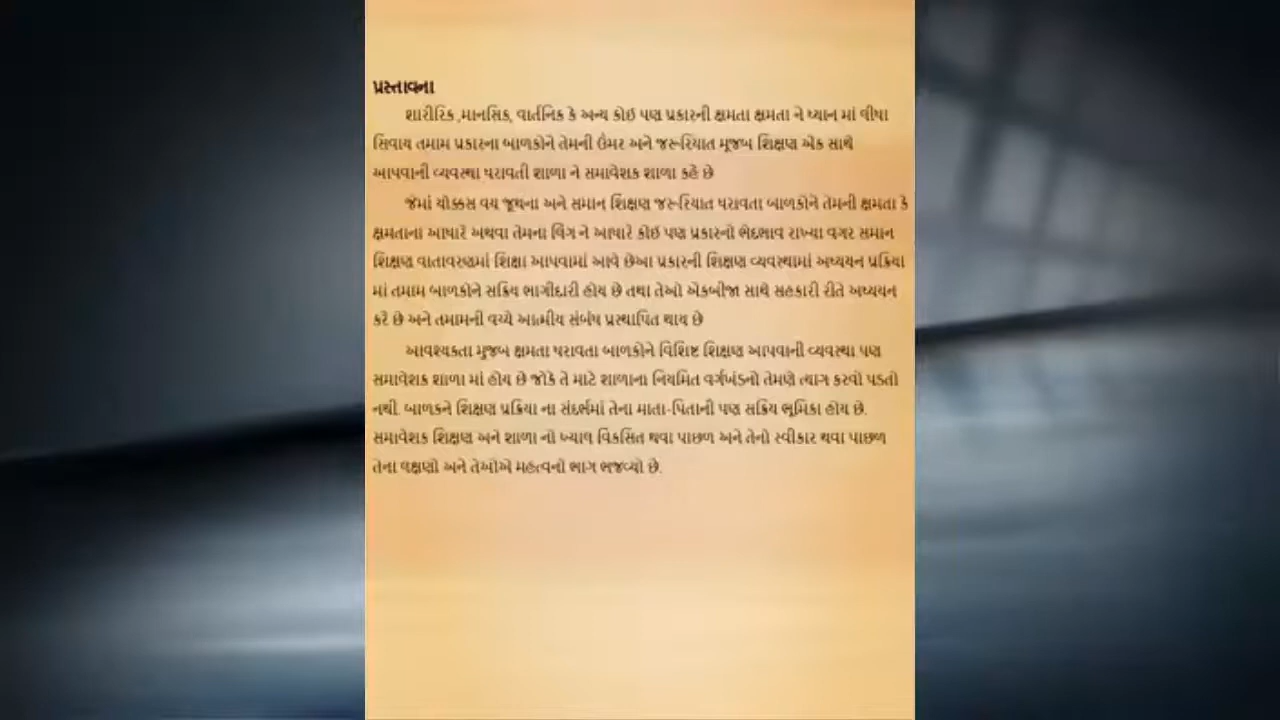 પ્રસ્તાવના
શારીરિક ,માનસિક, વાર્તનિક કે અન્ય કોઈ પણ પ્રકારની ક્ષમતા ક્ષમતા ને ધ્યાન માં લીધા
સિવાય તમામ પ્રકારના બાળકોને તેમની ઉંમર અને જરૂરિયાત મૂજબ શિક્ષણ એક સાથે
આપવાની વ્યવસ્થા ધરાવતી શાળા ને સમાવેશક શાળા કહે છે
જેમાં ચોક્કસ વય જૂથના અને સમાન શિક્ષણ જરૂરિયાત ધરાવતા બાળકોને તેમની ક્ષમતા કે
ક્ષમતાના આધારે અથવા તેમના લિંગ ને આધારે કોઈ પણ પ્રકારનો ભેદભાવ રાખ્યા વગર સમાન
શિક્ષણ વાતાવરણમાં શિક્ષા આપવામાં આવે છેઆ પ્રકારની શિક્ષણ વ્યવસ્થામાં અધ્યયન પ્રક્રિયા
માં તમામ બાળકોને સક્રિય ભાગીદારી હોય છે તથા તેઓ એકબીજા સાથે સહકારી રીતે અધ્યયન
કરે છે અને તમામની વચ્ચે આત્મીય સંબંધ પ્રસ્થાપિત થાય છે
આવશ્યકતા મુજબ ક્ષમતા ધરાવતા બાળકોને વિશિષ્ટ શિક્ષણ આપવાની વ્યવસ્થા પણ
સમાવેશક શાળા માં હોય છે જોકે તે માટે શાળાના નિયમિત વર્ગખંડનો તેમણે ત્યાગ કરવો પડતો
નથી. બાળકને શિક્ષણ પ્રક્રિયા ના સંદર્ભમાં તેના માતા-પિતાની પણ સક્રિય ભૂમિકા હોય છે.
સમાવેશક શિક્ષણ અને શાળા નો ખ્યાલ વિકસિત થવા પાછળ અને તેનો સ્વીકાર થવા પાછળ
તેના લક્ષણો અને તેઓએ મહત્વનો ભાગ ભજવ્યો છે.